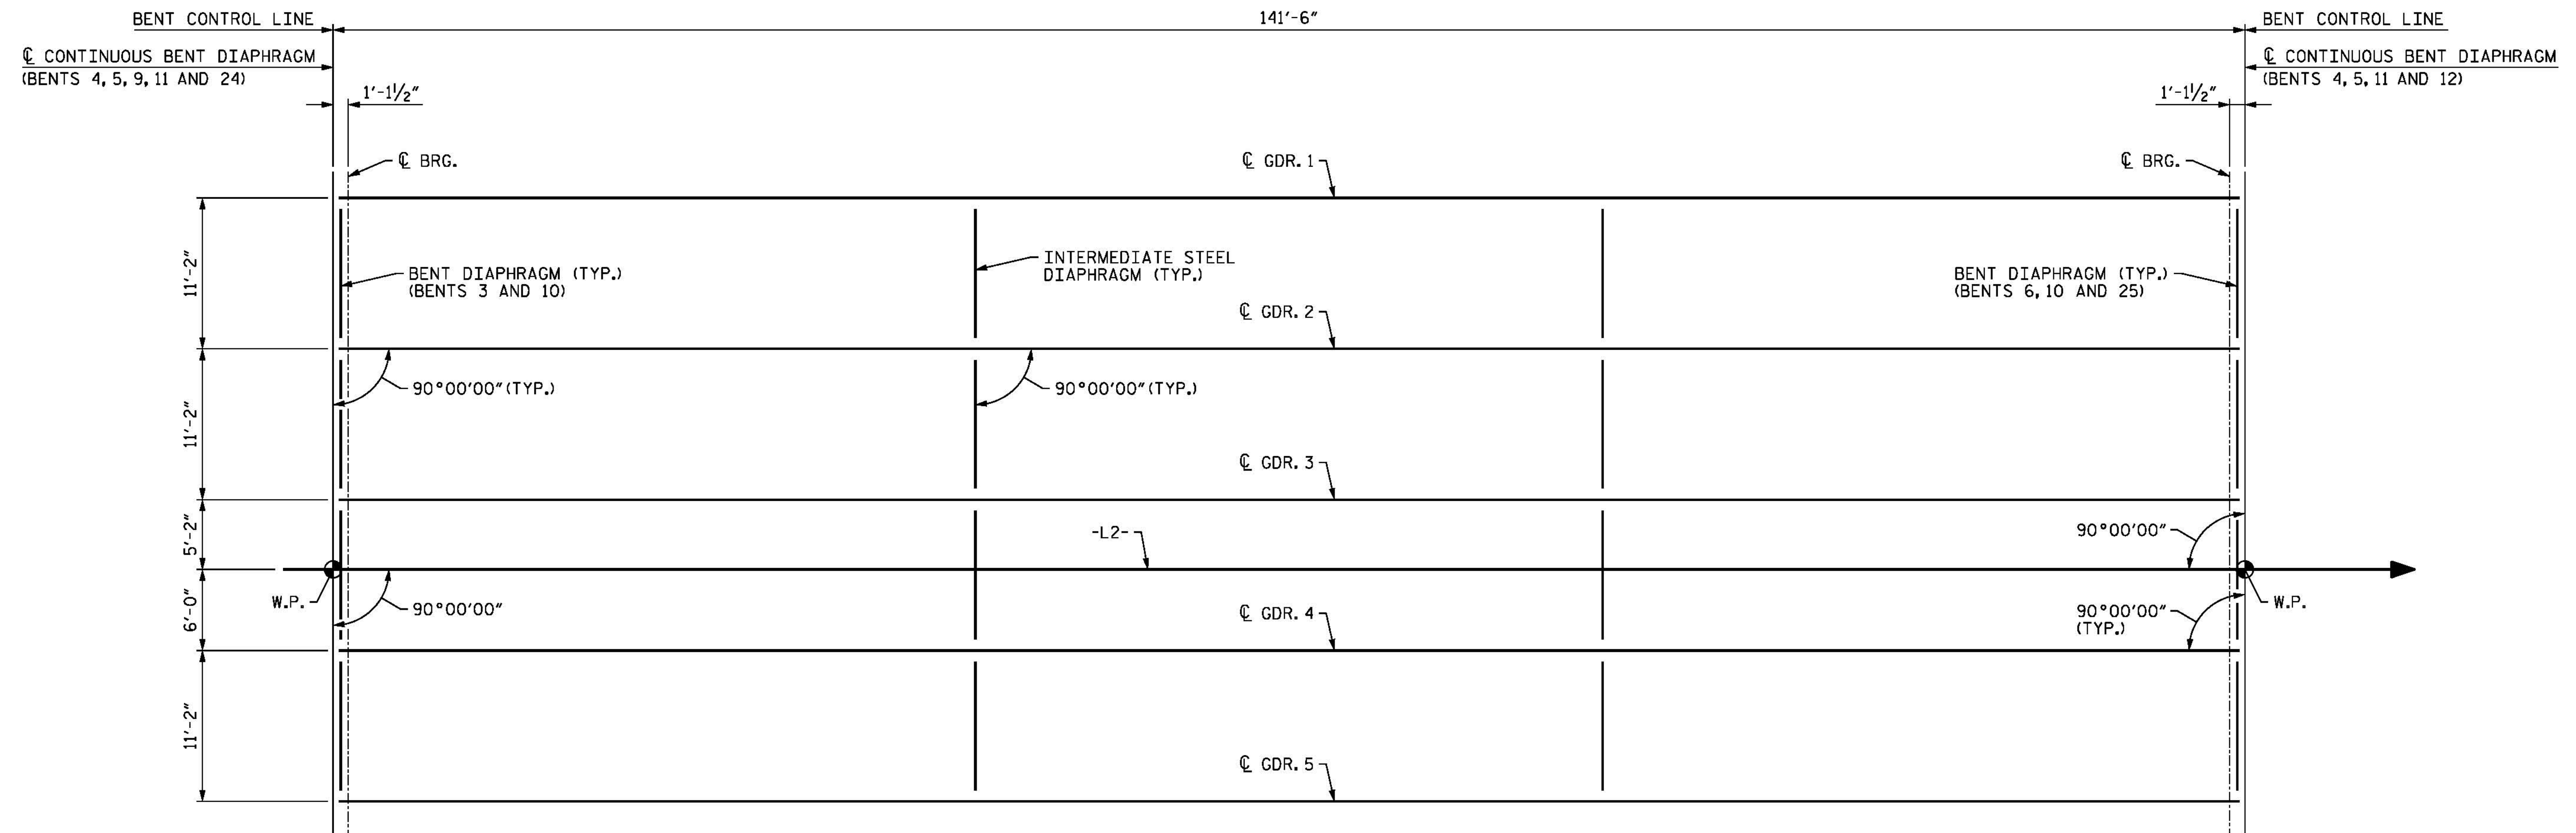 BENT CONTROL LINE
141'-6"
BENT CONTROL LINE
℄ CONTINUOUS BENT DIAPHRAGM
(BENTS 4, 5, 9, 11 AND 24)
℄ CONTINUOUS BENT DIAPHRAGM
(BENTS 4, 5, 11 AND 12)
1'-1½"
1'-1½"
℄ BRG.
℄ GDR. 1
℄ BRG.
11'-2"
BENT DIAPHRAGM (TYP.)
(BENTS 3 AND 10)
INTERMEDIATE STEEL
DIAPHRAGM (TYP.)
BENT DIAPHRAGM (TYP.)
(BENTS 6, 10 AND 25)
℄ GDR. 2
90°00'00" (TYP.)
90°00'00" (TYP.)
11'-2"
℄ GDR. 3
5'-2"
-L2-
90°00'00"
W.P.
6'-0"
90°00'00"
℄ GDR. 4
90°00'00"
(TYP.)
W.P.
11'-2"
℄ GDR. 5